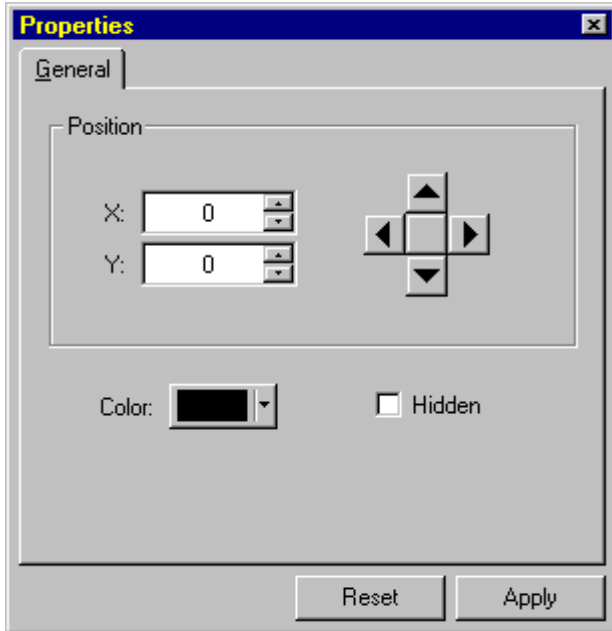 Properties
General
Position
X: 0
Y: 0
Color:
Hidden
Reset Apply